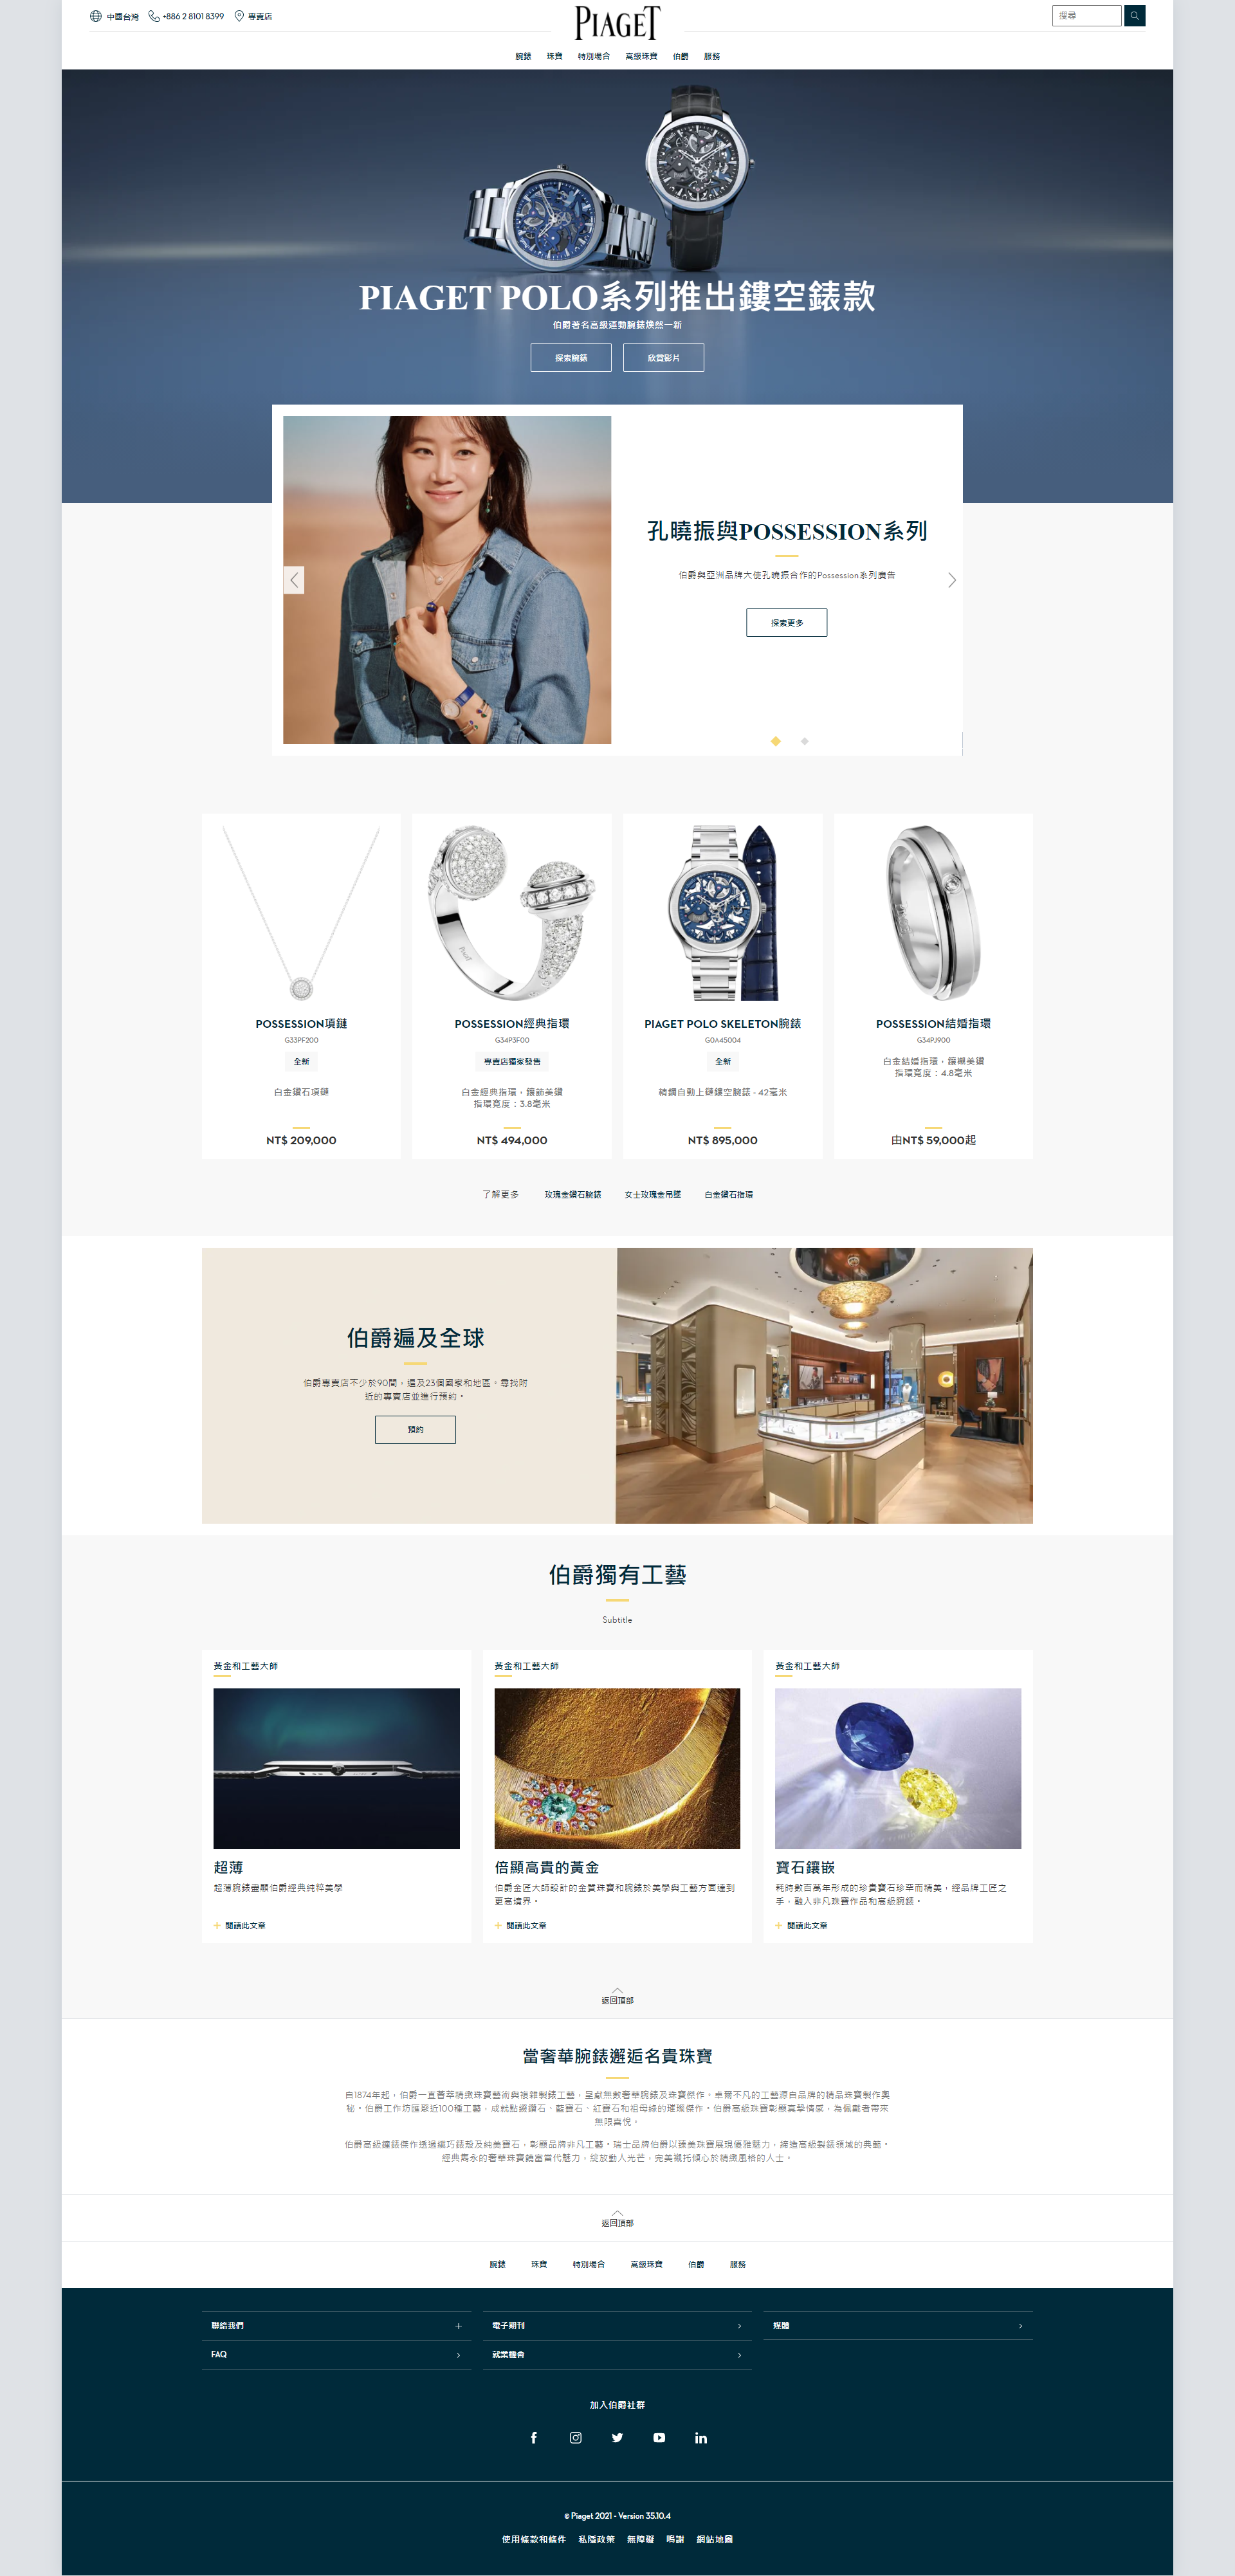 中國台灣 +886 2 8101 8399 專賣店
PIAGET
搜尋
腕錶 珠寶 特別場合 高級珠寶 伯爵 服務
PIAGET POLO系列推出鏤空錶款
伯爵著名高級運動腕錶煥然一新
探索腕錶 欣賞影片
孔曉振與POSSESSION系列
伯爵與亞洲品牌大使孔曉振合作的Possession系列廣告
探索更多
POSSESSION項鏈
G33PF200
全新
白金鑽石項鏈
NT$ 209,000
POSSESSION經典指環
G34P3F00
專賣店獨家發售
白金經典指環，鑲飾美鑽
指環寬度：3.8毫米
NT$ 494,000
PIAGET POLO SKELETON腕錶
G0A45004
全新
精鋼自動上鏈鏤空腕錶 - 42毫米
NT$ 895,000
POSSESSION結婚指環
G34PJ900
白金結婚指環，鑲襯美鑽
指環寬度：4.8毫米
由NT$ 59,000起
了解更多 玫瑰金鑽石腕錶 女士玫瑰金吊墜 白金鑽石指環
伯爵遍及全球
伯爵專賣店不少於90間，遍及23個國家和地區。尋找附
近的專賣店並進行預約。
預約
伯爵獨有工藝
Subtitle
黃金和工藝大師
超薄
超薄腕錶盡顯伯爵經典純粹美學
閱讀此文章
黃金和工藝大師
倍顯高貴的黃金
伯爵金匠大師設計的金質珠寶和腕錶於美學與工藝方面達到
更高境界。
閱讀此文章
黃金和工藝大師
寶石鑲嵌
耗時數百萬年形成的珍貴寶石珍罕而精美，經品牌工匠之
手，融入非凡珠寶作品和高級腕錶。
閱讀此文章
返回頂部
當奢華腕錶邂逅名貴珠寶
自1874年起，伯爵一直薈萃精緻珠寶藝術與複雜製錶工藝，呈獻無數奢華腕錶及珠寶傑作。卓爾不凡的工藝源自品牌的精品珠寶製作奧
秘。伯爵工作坊匯聚近100種工藝，成就點綴鑽石、藍寶石、紅寶石和祖母綠的璀璨傑作。伯爵高級珠寶彰顯真摯情感，為佩戴者帶來
無限喜悅。
伯爵高級鐘錶傑作透過纖巧錶殼及純美寶石，彰顯品牌非凡工藝。瑞士品牌伯爵以臻美珠寶展現優雅魅力，締造高級製錶領域的典範。
經典雋永的奢華珠寶饒富當代魅力，綻放動人光芒，完美襯托傾心於精緻風格的人士。
返回頂部
腕錶 珠寶 特別場合 高級珠寶 伯爵 服務
聯絡我們 電子期刊 媒體
FAQ 就業機會
加入伯爵社群
© Piaget 2021 - Version 35.10.4
使用條款和條件 私隱政策 無障礙 鳴謝 網站地圖